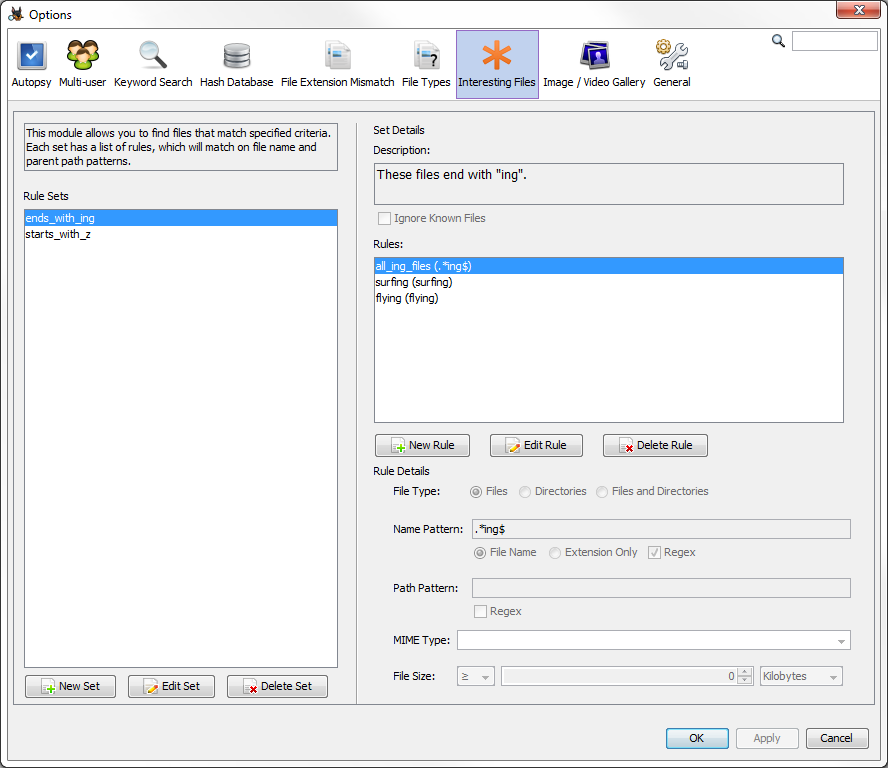 Options
Autopsy Multi-user Keyword Search Hash Database File Extension Mismatch File Types Interesting Files Image / Video Gallery General
This module allows you to find files that match specified criteria.
Each set has a list of rules, which will match on file name and
parent path patterns.
Rule Sets
ends_with_ing
starts_with_z
New Set Edit Set Delete Set
Set Details
Description:
These files end with "ing".
Ignore Known Files
Rules:
all_ing_files (.*ing$)
surfing (surfing)
flying (flying)
New Rule Edit Rule Delete Rule
Rule Details
File Type: Files Directories Files and Directories
Name Pattern: .*ing$
File Name Extension Only Regex
Path Pattern:
Regex
MIME Type:
File Size: ≥ 0 Kilobytes
OK Apply Cancel